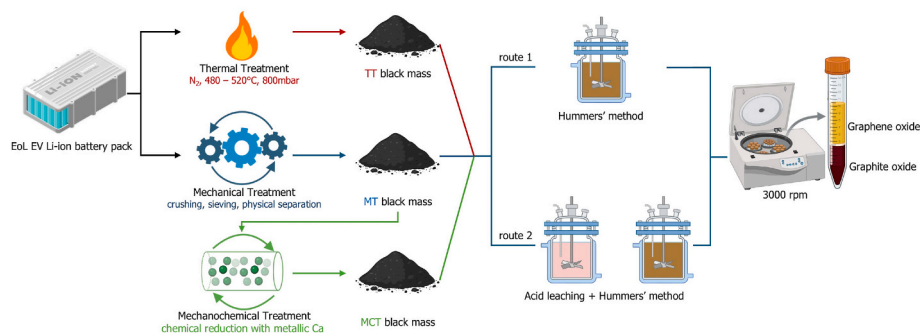 LI-ION
EoL EV Li-ion battery pack
Thermal Treatment
N₂, 480 – 520°C, 800mbar
TT black mass
Mechanical Treatment
crushing, sieving, physical separation
MT black mass
Mechanochemical Treatment
chemical reduction with metallic Ca
MCT black mass
route 1
Hummers’ method
route 2
Acid leaching + Hummers’ method
3000 rpm
Graphene oxide
Graphite oxide